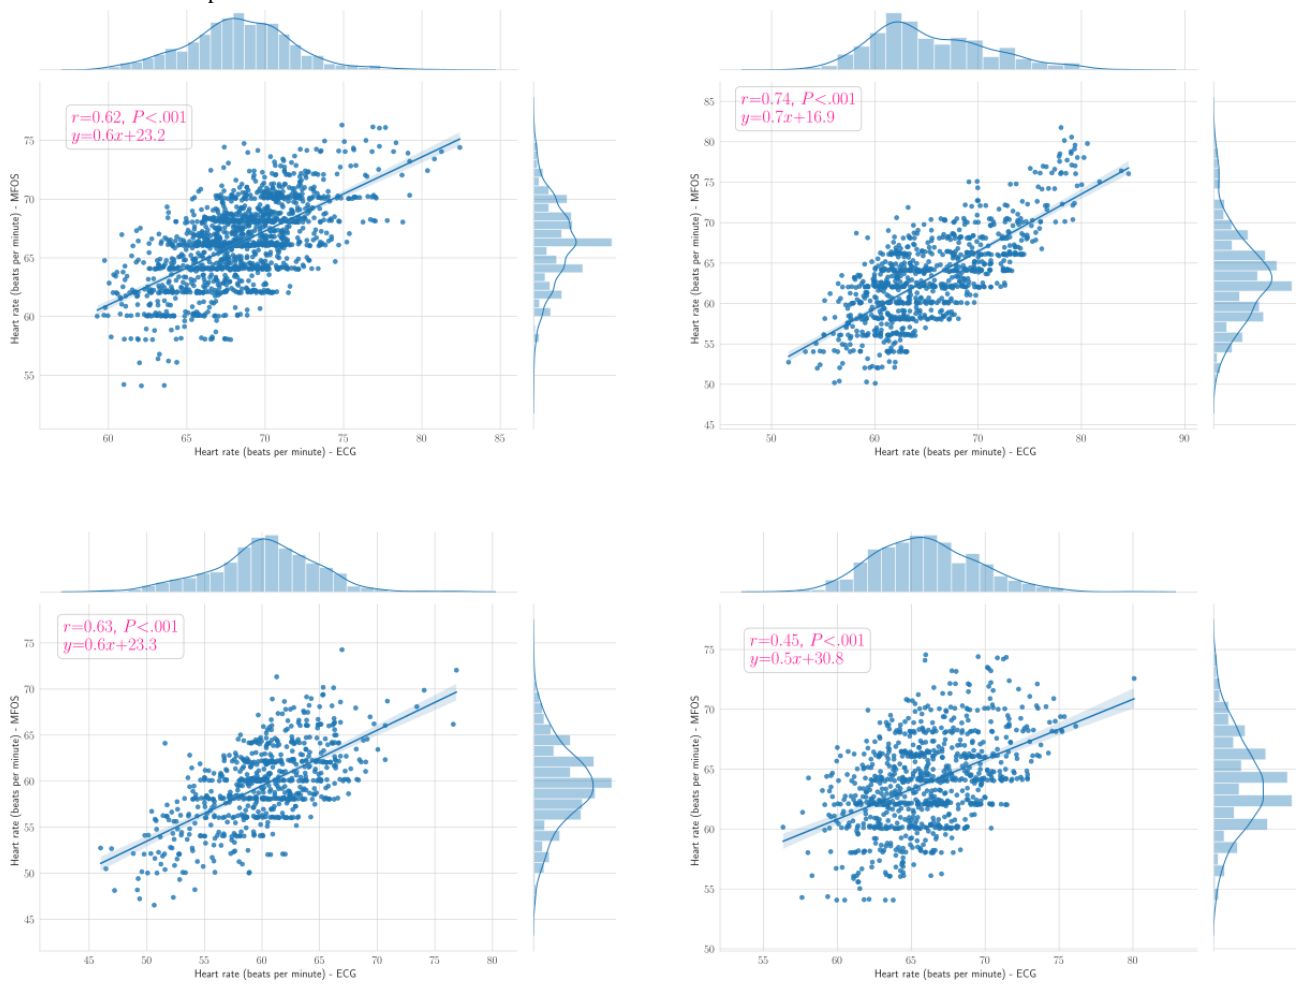 r=0.62, P<.001
y=0.6x+23.2
Heart rate (beats per minute) - MFOS
75
70
65
60
55
60 65 70 75 80 85
Heart rate (beats per minute) - ECG
r=0.74, P<.001
y=0.7x+16.9
Heart rate (beats per minute) - MFOS
85
80
75
70
65
60
55
50
45
50 60 70 80 90
Heart rate (beats per minute) - ECG
r=0.63, P<.001
y=0.6x+23.3
Heart rate (beats per minute) - MFOS
75
70
65
60
55
50
45
45 50 55 60 65 70 75 80
Heart rate (beats per minute) - ECG
r=0.45, P<.001
y=0.5x+30.8
Heart rate (beats per minute) - MFOS
75
70
65
60
55
50
55 60 65 70 75 80
Heart rate (beats per minute) - ECG